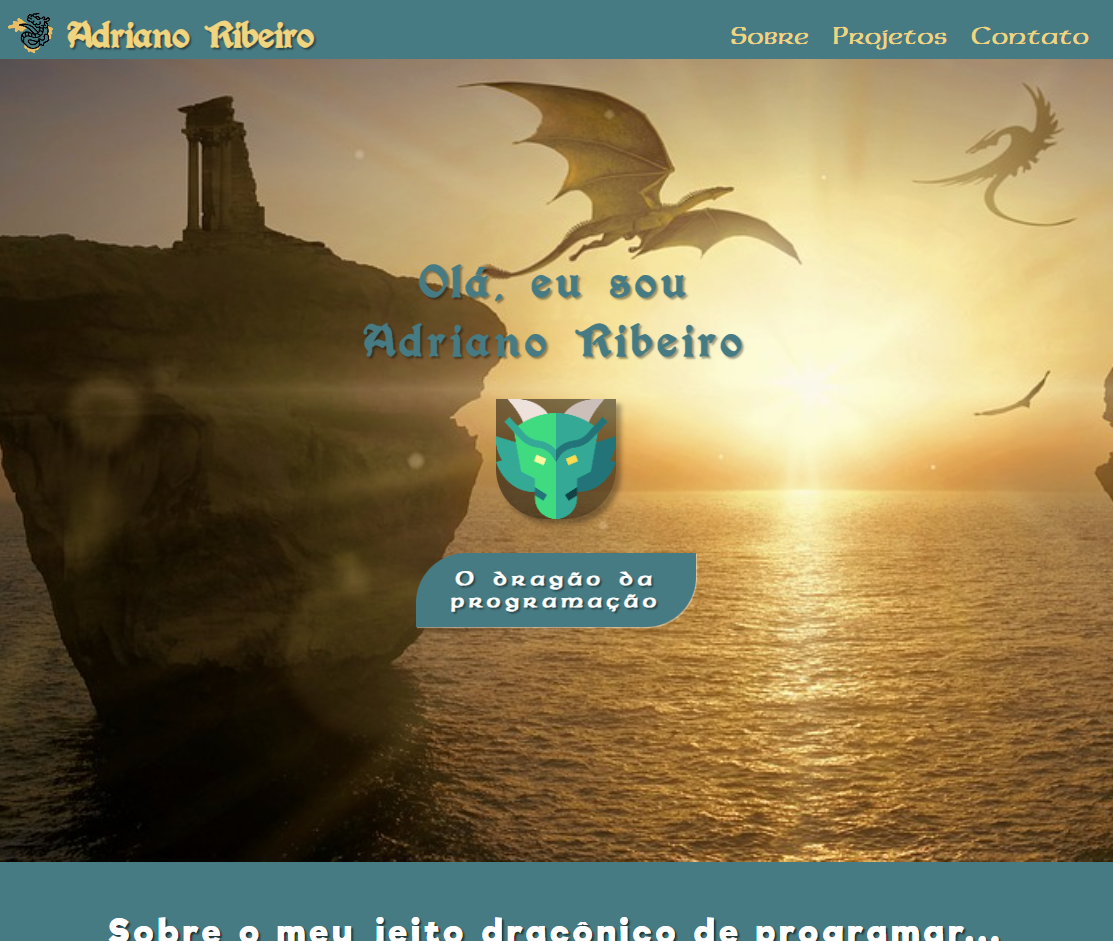 Adriano Ribeiro
Sobre Projetos Contato
Olá, eu sou
Adriano Ribeiro
O dragão da
programação
Sobre o meu jeito dracônico de programar...